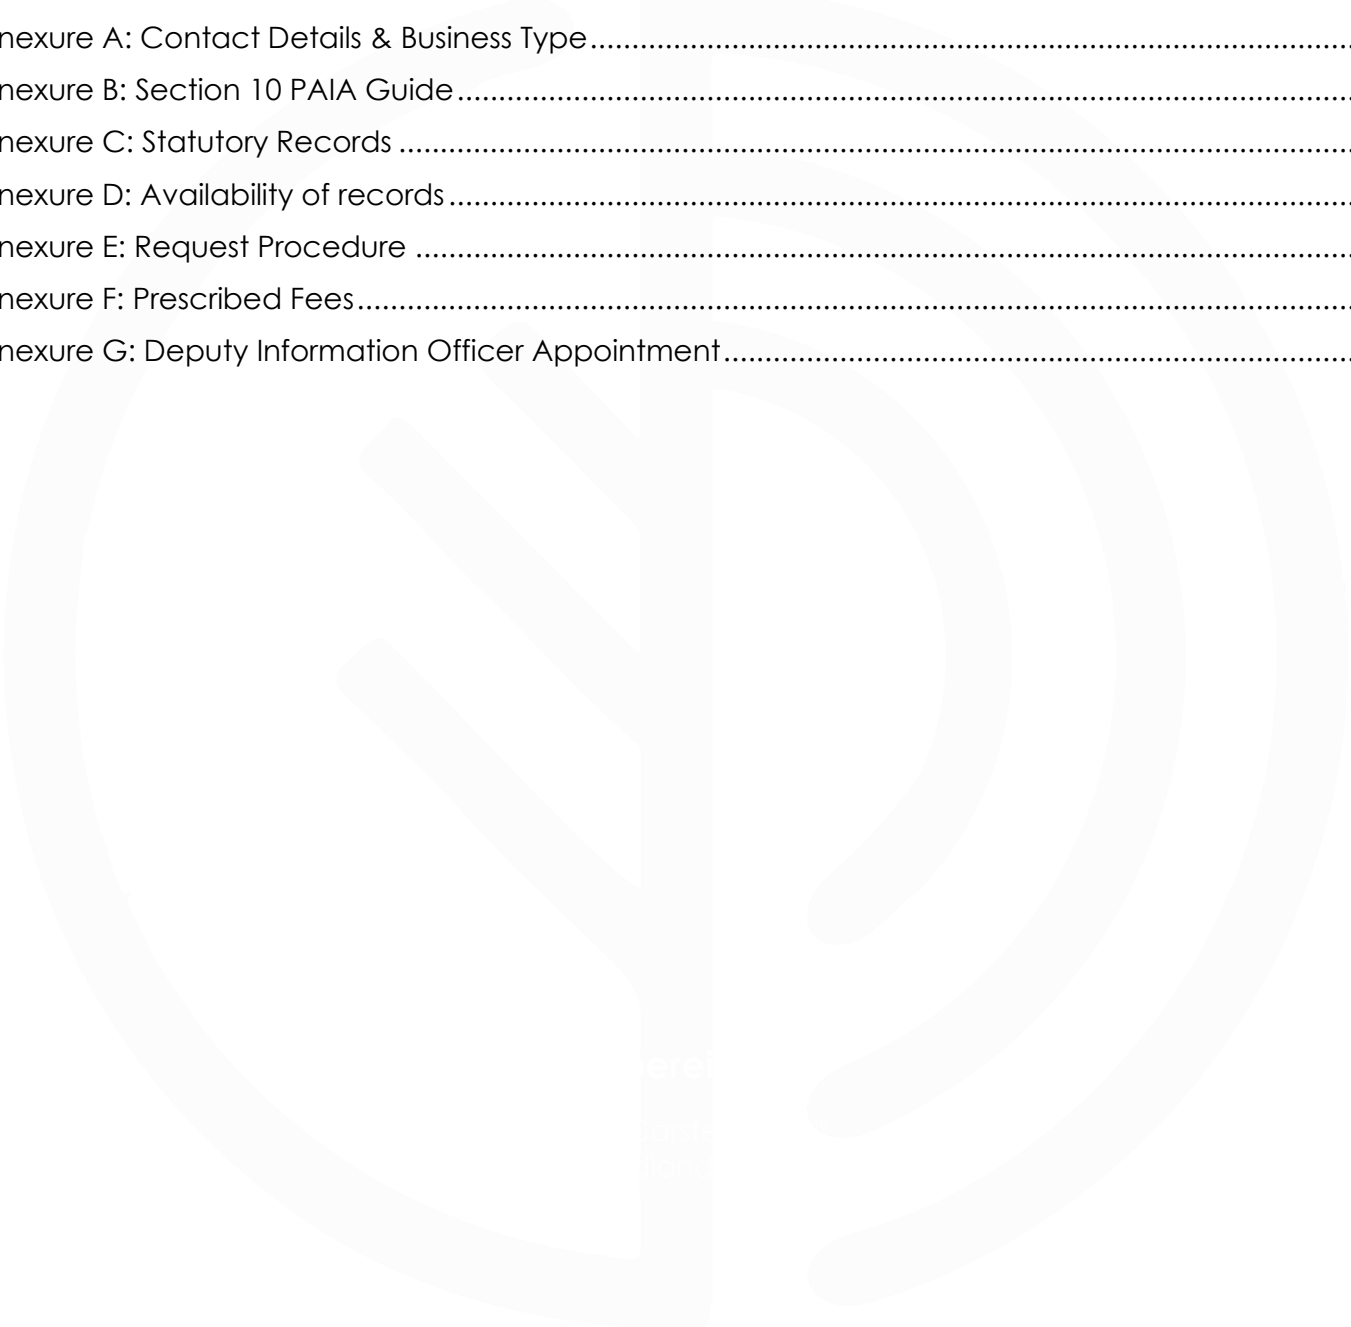 nexure A: Contact Details & Business Type
nexure B: Section 10 PAIA Guide
nexure C: Statutory Records
nexure D: Availability of records
nexure E: Request Procedure
nexure F: Prescribed Fees
nexure G: Deputy Information Officer Appointment